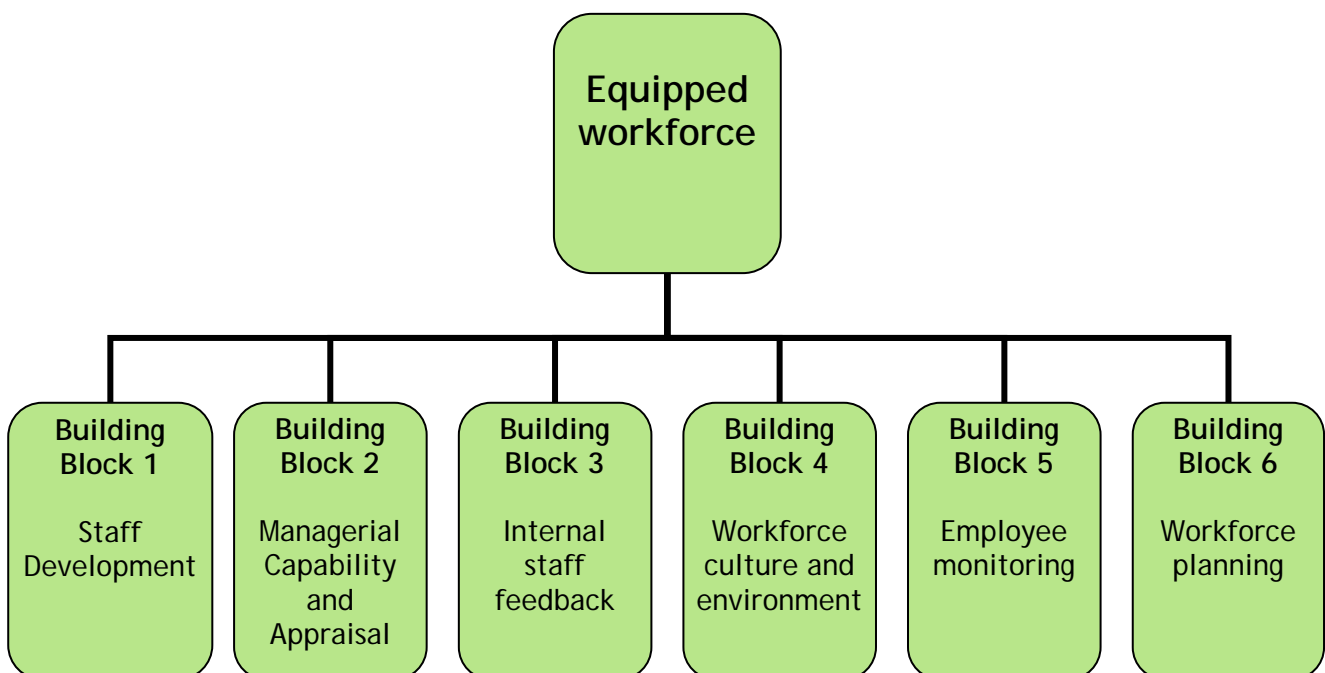 Equipped
workforce
Building
Block 1
Staff
Development
Building
Block 2
Managerial
Capability
and
Appraisal
Building
Block 3
Internal
staff
feedback
Building
Block 4
Workforce
culture and
environment
Building
Block 5
Employee
monitoring
Building
Block 6
Workforce
planning